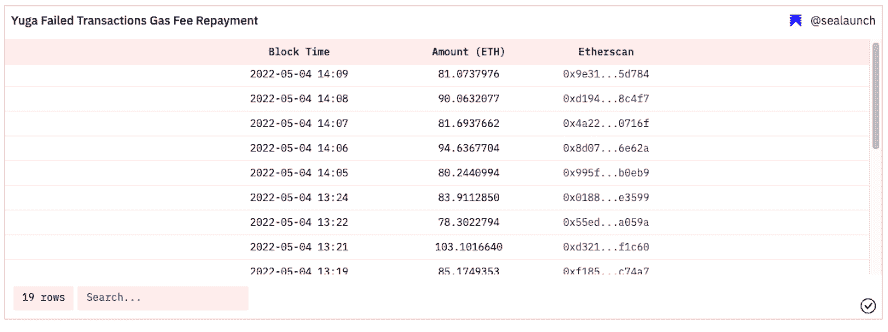 Yuga Failed Transactions Gas Fee Repayment @sealaunch
Block Time Amount (ETH) Etherscan
2022-05-04 14:09 81.0737976 0x9e31...5d784
2022-05-04 14:08 90.0632077 0xd194...8c4f7
2022-05-04 14:07 81.6937662 0x4a22...0716f
2022-05-04 14:06 94.6367704 0x8d07...6e62a
2022-05-04 14:05 80.2440994 0x995f...b0eb9
2022-05-04 13:24 83.9112850 0x0188...e3599
2022-05-04 13:22 78.3022794 0x55ed...a059a
2022-05-04 13:21 103.1016640 0xd321...f1c60
2022-05-04 13:19 85.1749353 0xf185...c74a7
19 rows Search...